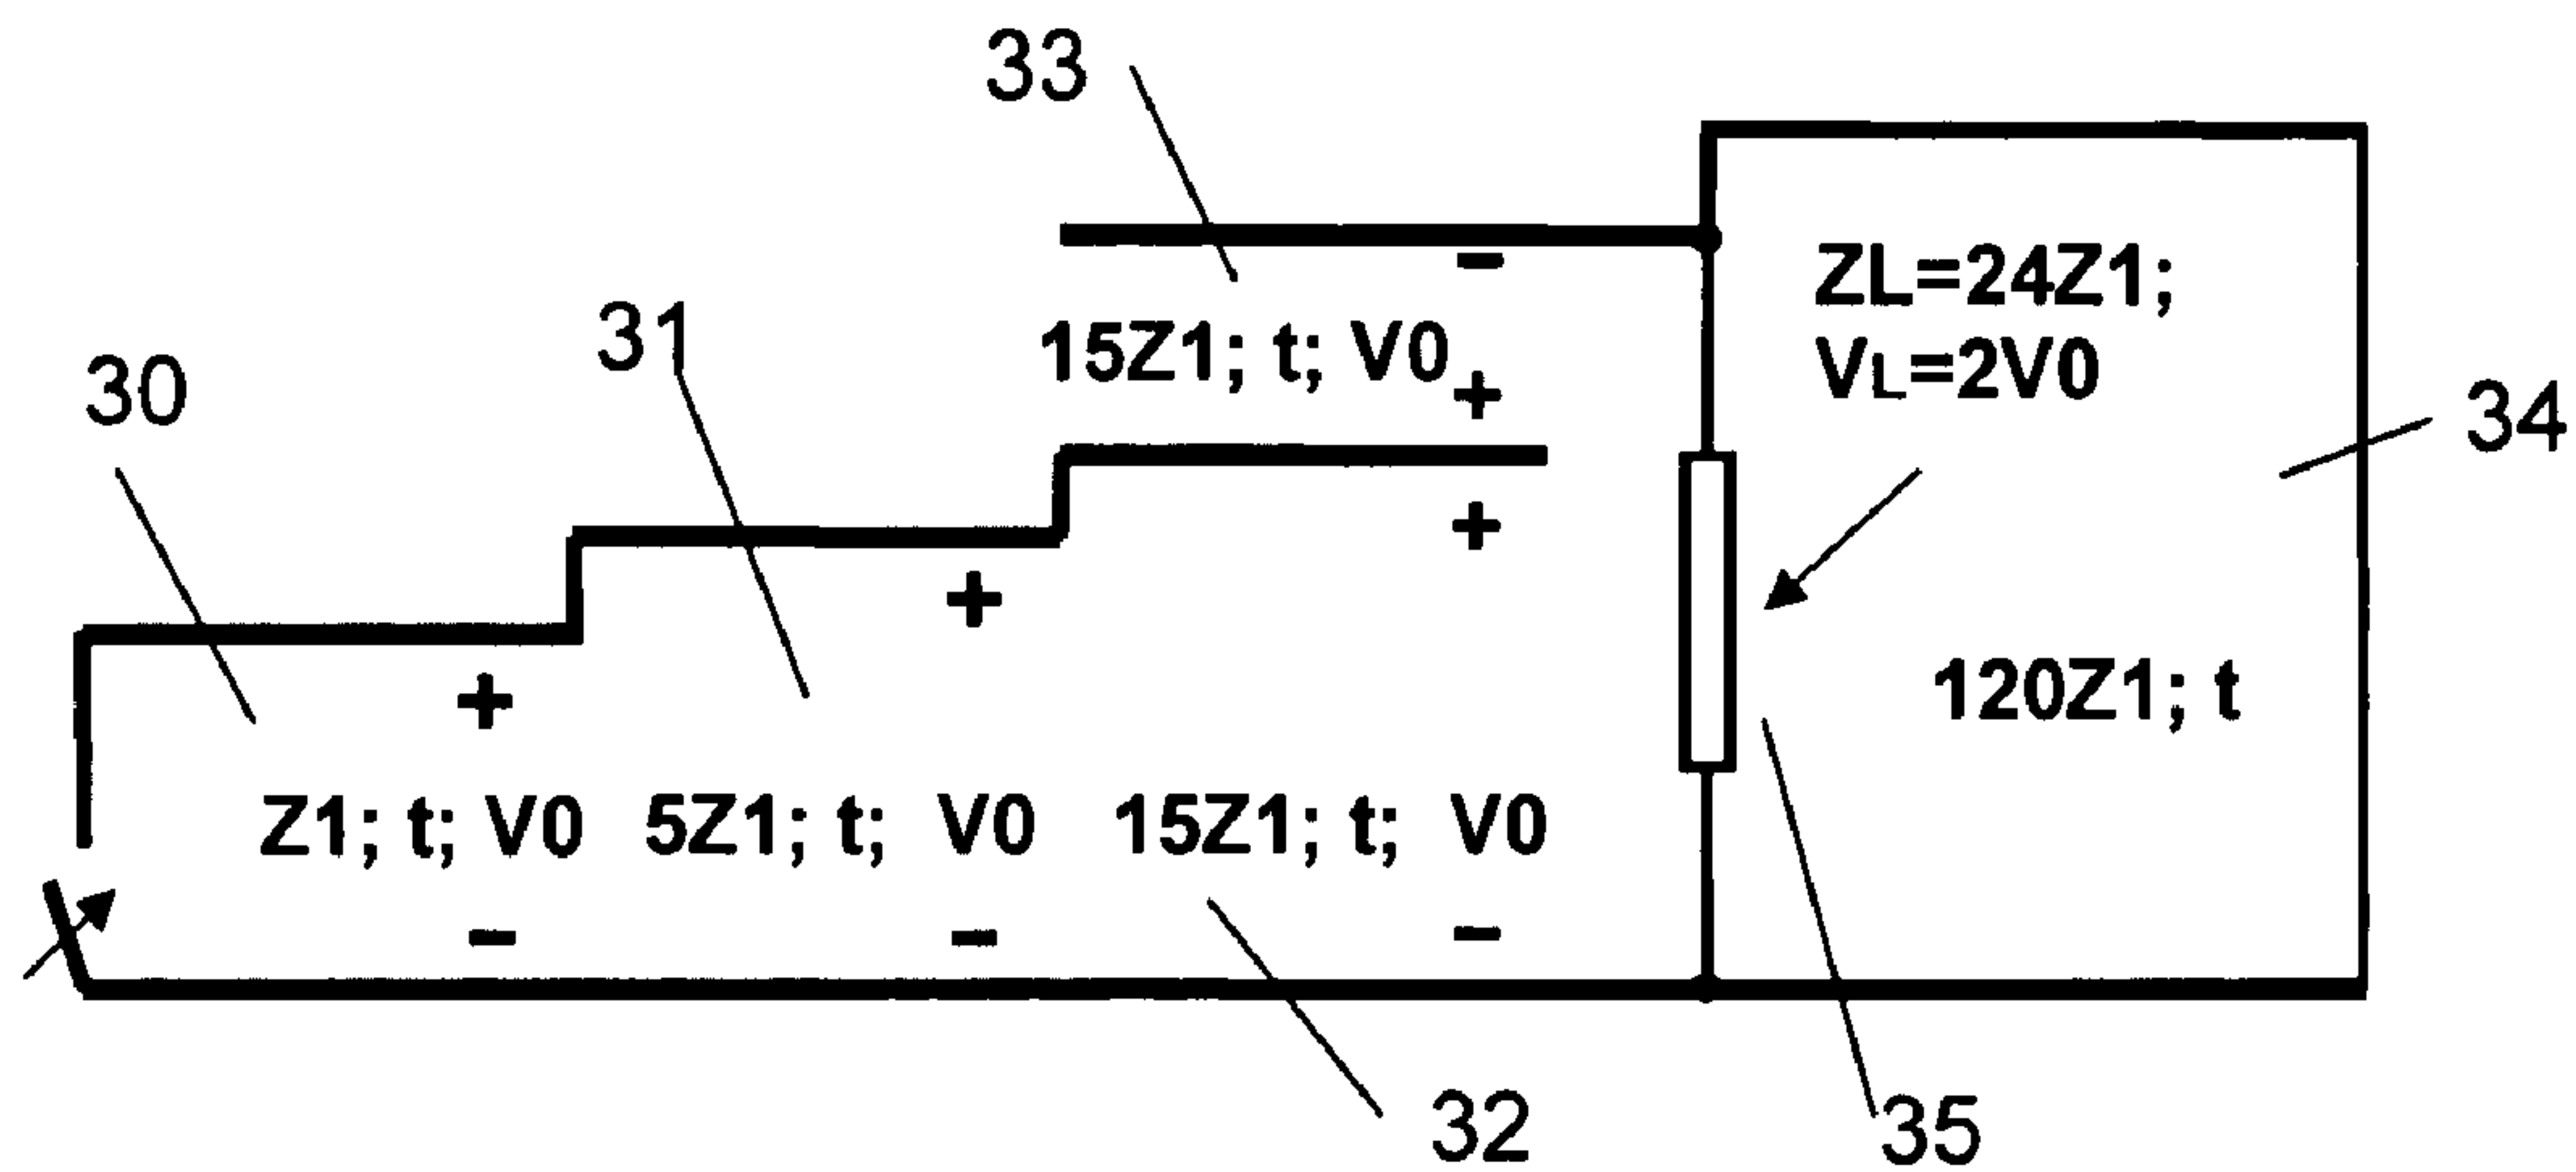 33
ZL=24Z1;
VL=2V0
31
15Z1; t; V0
-
+
30
34
+
+
+
120Z1; t
Z1; t; V0
5Z1; t; V0
15Z1; t; V0
-
-
-
32
35